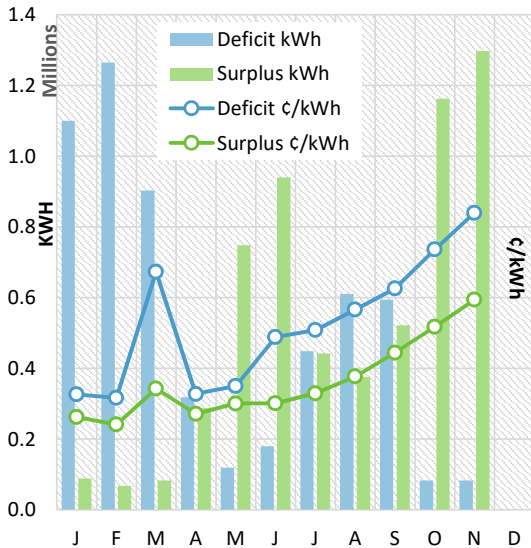 1.4
1.2
1.0
0.8
0.6
0.4
0.2
0.0
Millions
KWH
Deficit kWh
Surplus kWh
Deficit ¢/kWh
Surplus ¢/kWh
¢/kWh
J F M A M J J A S O N D